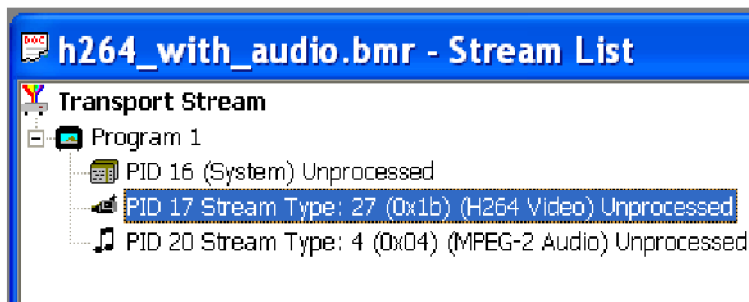 h264_with_audio.bmr - Stream List
Transport Stream
Program 1
PID 16 (System) Unprocessed
PID 17 Stream Type: 27 (0x1b) (H264 Video) Unprocessed
PID 20 Stream Type: 4 (0x04) (MPEG-2 Audio) Unprocessed